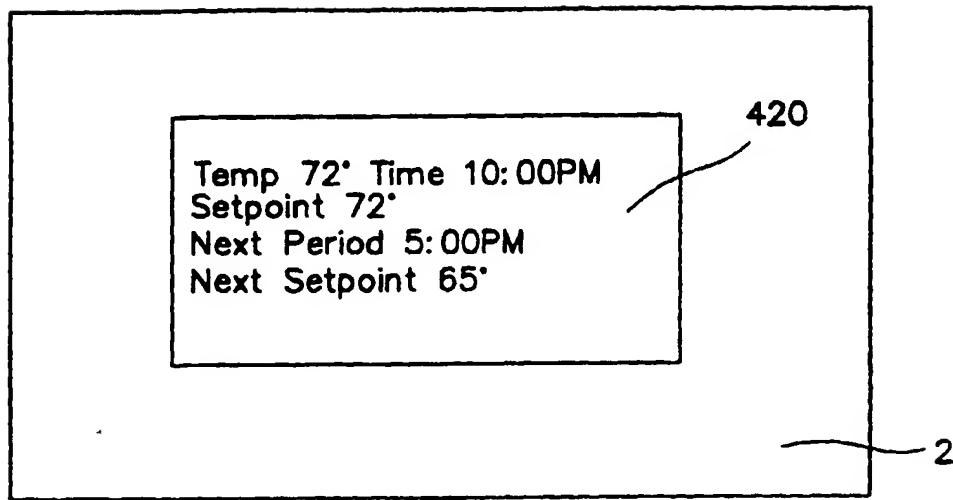 420
Temp 72° Time 10:00PM
Setpoint 72°
Next Period 5:00PM
Next Setpoint 65°
2